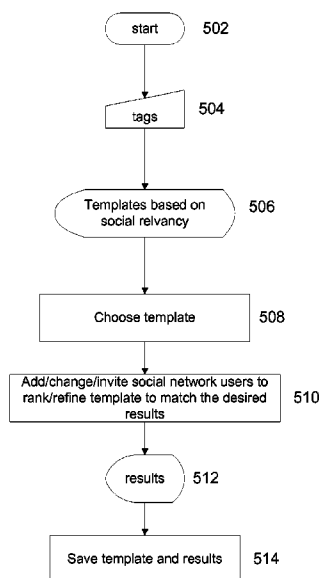 start 502
tags 504
Templates based on
social relvancy 506
Choose template 508
Add/change/invite social network users to
rank/refine template to match the desired
results 510
results 512
Save template and results 514